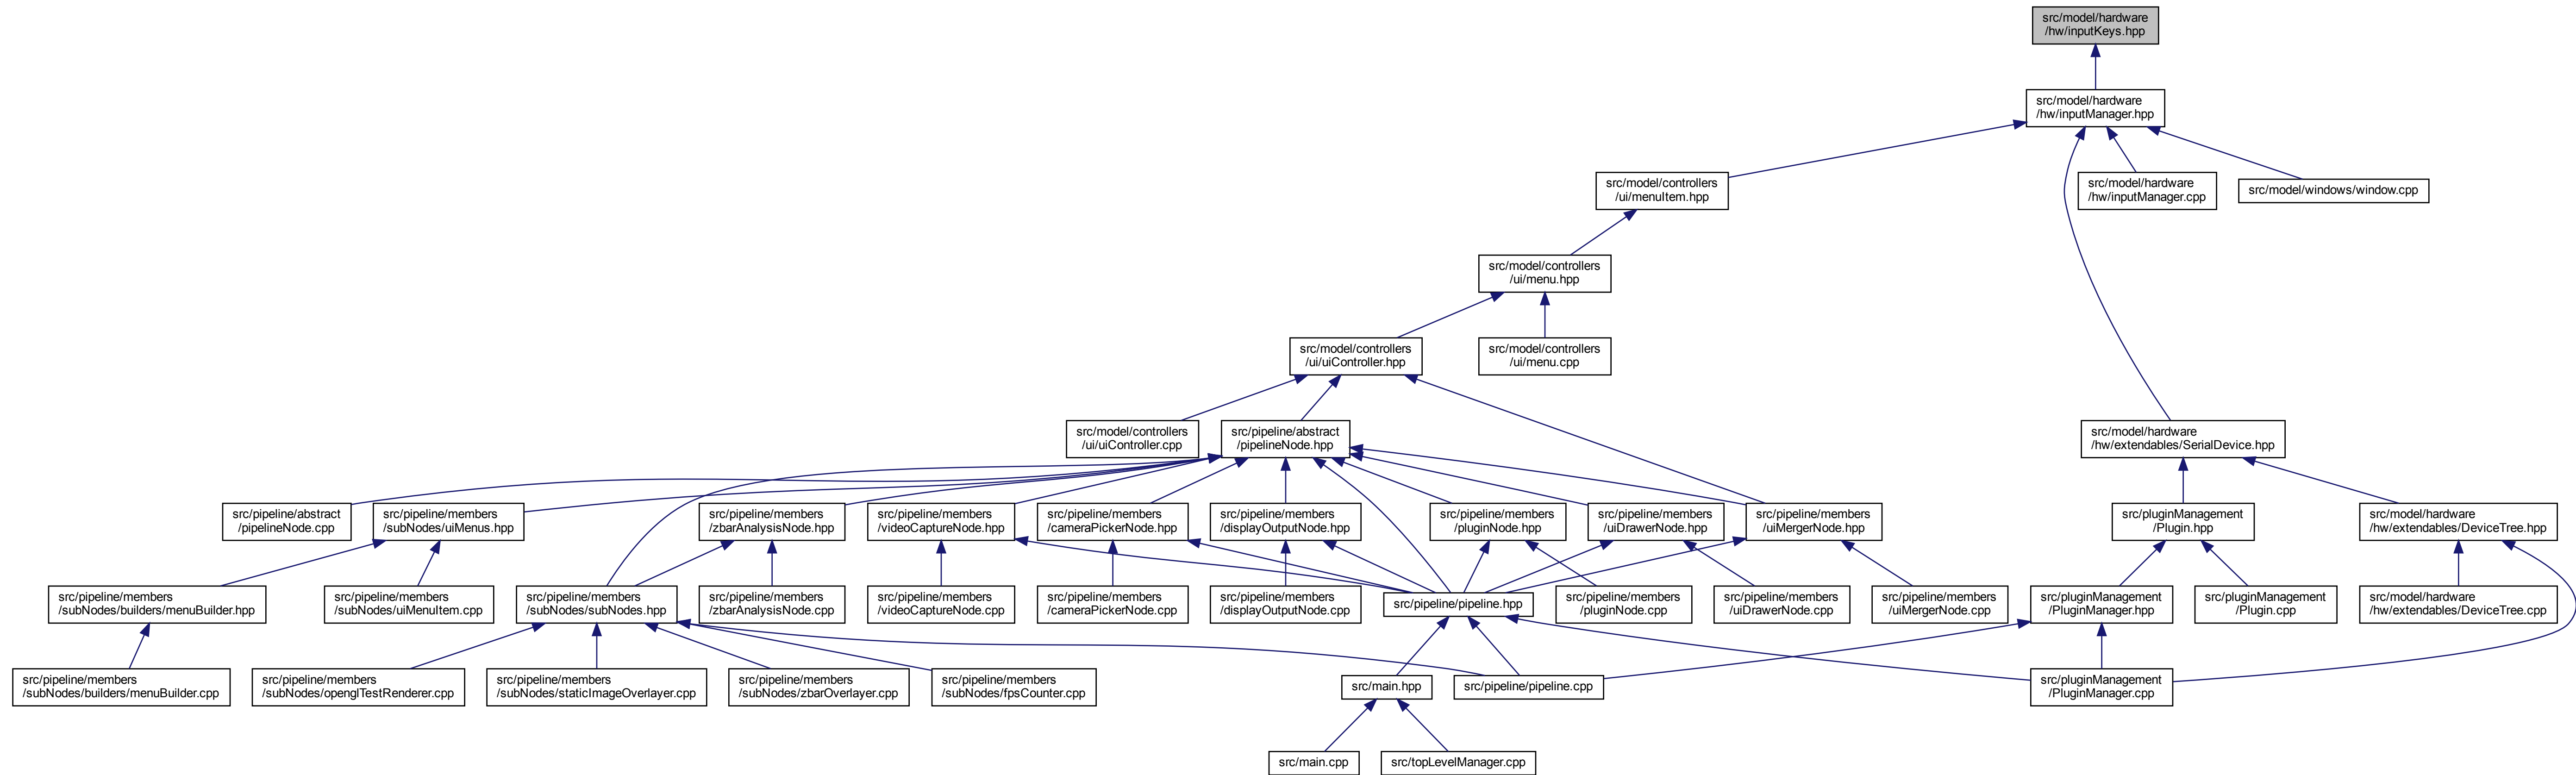 src/model/hardware
/hw/inputKeys.hpp
src/model/hardware
/hw/inputManager.hpp
src/model/controllers
/ui/menuItem.hpp
src/model/hardware
/hw/inputManager.cpp
src/model/windows/window.cpp
src/model/controllers
/ui/menu.hpp
src/model/controllers
/ui/uiController.hpp
src/model/controllers
/ui/menu.cpp
src/model/controllers
/ui/uiController.cpp
src/pipeline/abstract
/pipelineNode.hpp
src/model/hardware
/hw/extendables/SerialDevice.hpp
src/pipeline/abstract
/pipelineNode.cpp
src/pipeline/members
/subNodes/uiMenus.hpp
src/pipeline/members
/zbarAnalysisNode.hpp
src/pipeline/members
/videoCaptureNode.hpp
src/pipeline/members
/cameraPickerNode.hpp
src/pipeline/members
/displayOutputNode.hpp
src/pipeline/members
/pluginNode.hpp
src/pipeline/members
/uiDrawerNode.hpp
src/pipeline/members
/uiMergerNode.hpp
src/pluginManagement
/Plugin.hpp
src/model/hardware
/hw/extendables/DeviceTree.hpp
src/pipeline/members
/subNodes/builders/menuBuilder.hpp
src/pipeline/members
/subNodes/uiMenuItem.cpp
src/pipeline/members
/subNodes/subNodes.hpp
src/pipeline/members
/zbarAnalysisNode.cpp
src/pipeline/members
/videoCaptureNode.cpp
src/pipeline/members
/cameraPickerNode.cpp
src/pipeline/members
/displayOutputNode.cpp
src/pipeline/pipeline.hpp
src/pipeline/members
/pluginNode.cpp
src/pipeline/members
/uiDrawerNode.cpp
src/pipeline/members
/uiMergerNode.cpp
src/pluginManagement
/PluginManager.hpp
src/pluginManagement
/Plugin.cpp
src/model/hardware
/hw/extendables/DeviceTree.cpp
src/pipeline/members
/subNodes/builders/menuBuilder.cpp
src/pipeline/members
/subNodes/openglTestRenderer.cpp
src/pipeline/members
/subNodes/staticImageOverlayer.cpp
src/pipeline/members
/subNodes/zbarOverlayer.cpp
src/pipeline/members
/subNodes/fpsCounter.cpp
src/main.hpp
src/pipeline/pipeline.cpp
src/pluginManagement
/PluginManager.cpp
src/main.cpp
src/topLevelManager.cpp